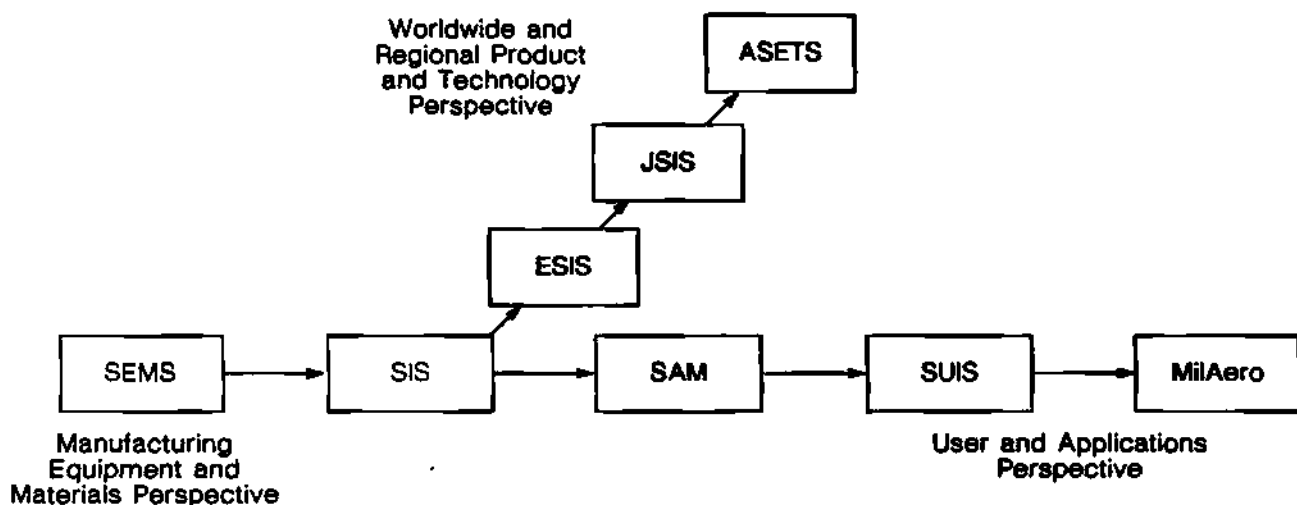 Worldwide and
Regional Product
and Technology
Perspective
ASETS
JSIS
ESIS
SEMS
SIS
SAM
SUIS
MilAero
Manufacturing
Equipment and
Materials Perspective
User and Applications
Perspective